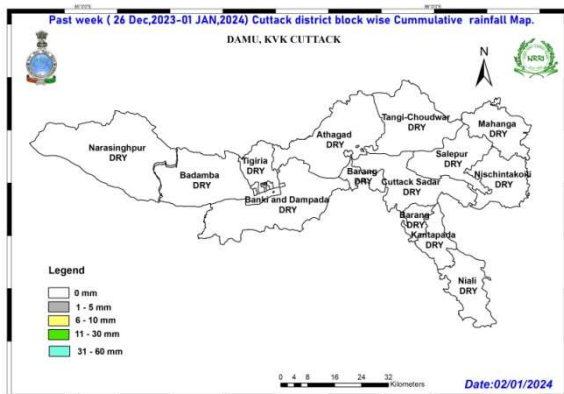 Past week ( 26 Dec,2023-01 JAN,2024) Cuttack district block wise Cummulative rainfall Map.
DAMU, KVK CUTTACK
N
NRRI
Narasinghpur
DRY
Badamba
DRY
Tigiria
DRY
Athagad
DRY
Tangi-Choudwar
DRY
Mahanga
DRY
Salepur
DRY
Nischintakoili
DRY
Barang
DRY
Cuttack Sadar
DRY
Banki and Dampada
DRY
Barang
DRY
Kantapada
DRY
Niali
DRY
Legend
0 mm
1 - 5 mm
6 - 10 mm
11 - 30 mm
31 - 60 mm
0 4 8 16 24 32
Kilometers
Date:02/01/2024